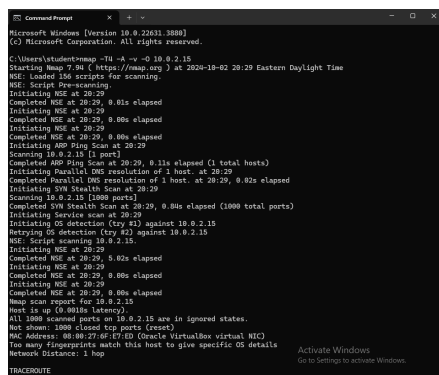 Command Prompt
Microsoft Windows [Version 10.0.22631.3880]
(c) Microsoft Corporation. All rights reserved.
C:\Users\student>nmap -T4 -A -v -O 10.0.2.15
Starting Nmap 7.94 ( https://nmap.org ) at 2024-10-02 20:29 Eastern Daylight Time
NSE: Loaded 156 scripts for scanning.
NSE: Script Pre-scanning.
Initiating NSE at 20:29
Completed NSE at 20:29, 0.01s elapsed
Initiating NSE at 20:29
Completed NSE at 20:29, 0.00s elapsed
Initiating NSE at 20:29
Completed NSE at 20:29, 0.00s elapsed
Initiating ARP Ping Scan at 20:29
Scanning 10.0.2.15 [1 port]
Completed ARP Ping Scan at 20:29, 0.11s elapsed (1 total hosts)
Initiating Parallel DNS resolution of 1 host. at 20:29
Completed Parallel DNS resolution of 1 host. at 20:29, 0.02s elapsed
Initiating SYN Stealth Scan at 20:29
Scanning 10.0.2.15 [1000 ports]
Completed SYN Stealth Scan at 20:29, 0.84s elapsed (1000 total ports)
Initiating Service scan at 20:29
Initiating OS detection (try #1) against 10.0.2.15
Retrying OS detection (try #2) against 10.0.2.15
NSE: Script scanning 10.0.2.15.
Initiating NSE at 20:29
Completed NSE at 20:29, 5.02s elapsed
Initiating NSE at 20:29
Completed NSE at 20:29, 0.00s elapsed
Initiating NSE at 20:29
Completed NSE at 20:29, 0.00s elapsed
Nmap scan report for 10.0.2.15
Host is up (0.0018s latency).
All 1000 scanned ports on 10.0.2.15 are in ignored states.
Not shown: 1000 closed tcp ports (reset)
MAC Address: 08:00:27:6F:E7:ED (Oracle VirtualBox virtual NIC)
Too many fingerprints match this host to give specific OS details
Network Distance: 1 hop
Activate Windows
Go to Settings to activate Windows.
TRACEROUTE